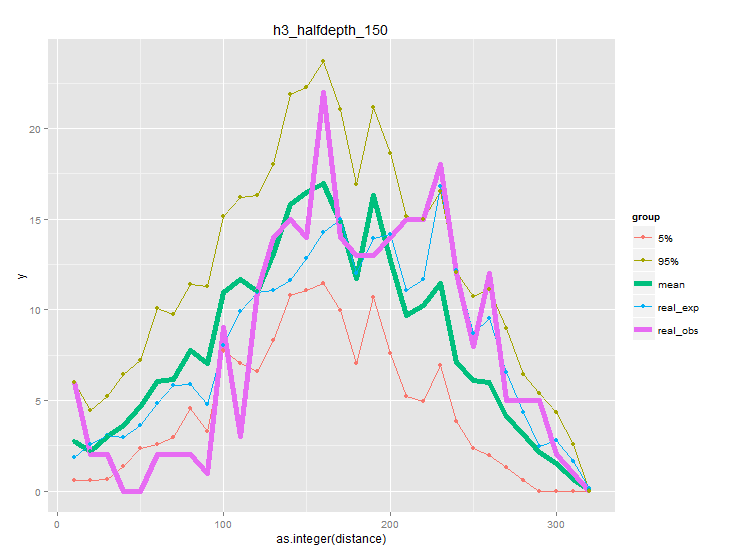 h3_halfdepth_150
y
20
15
10
5
0
0 100 200 300
as.integer(distance)
group
5%
95%
mean
real_exp
real_obs